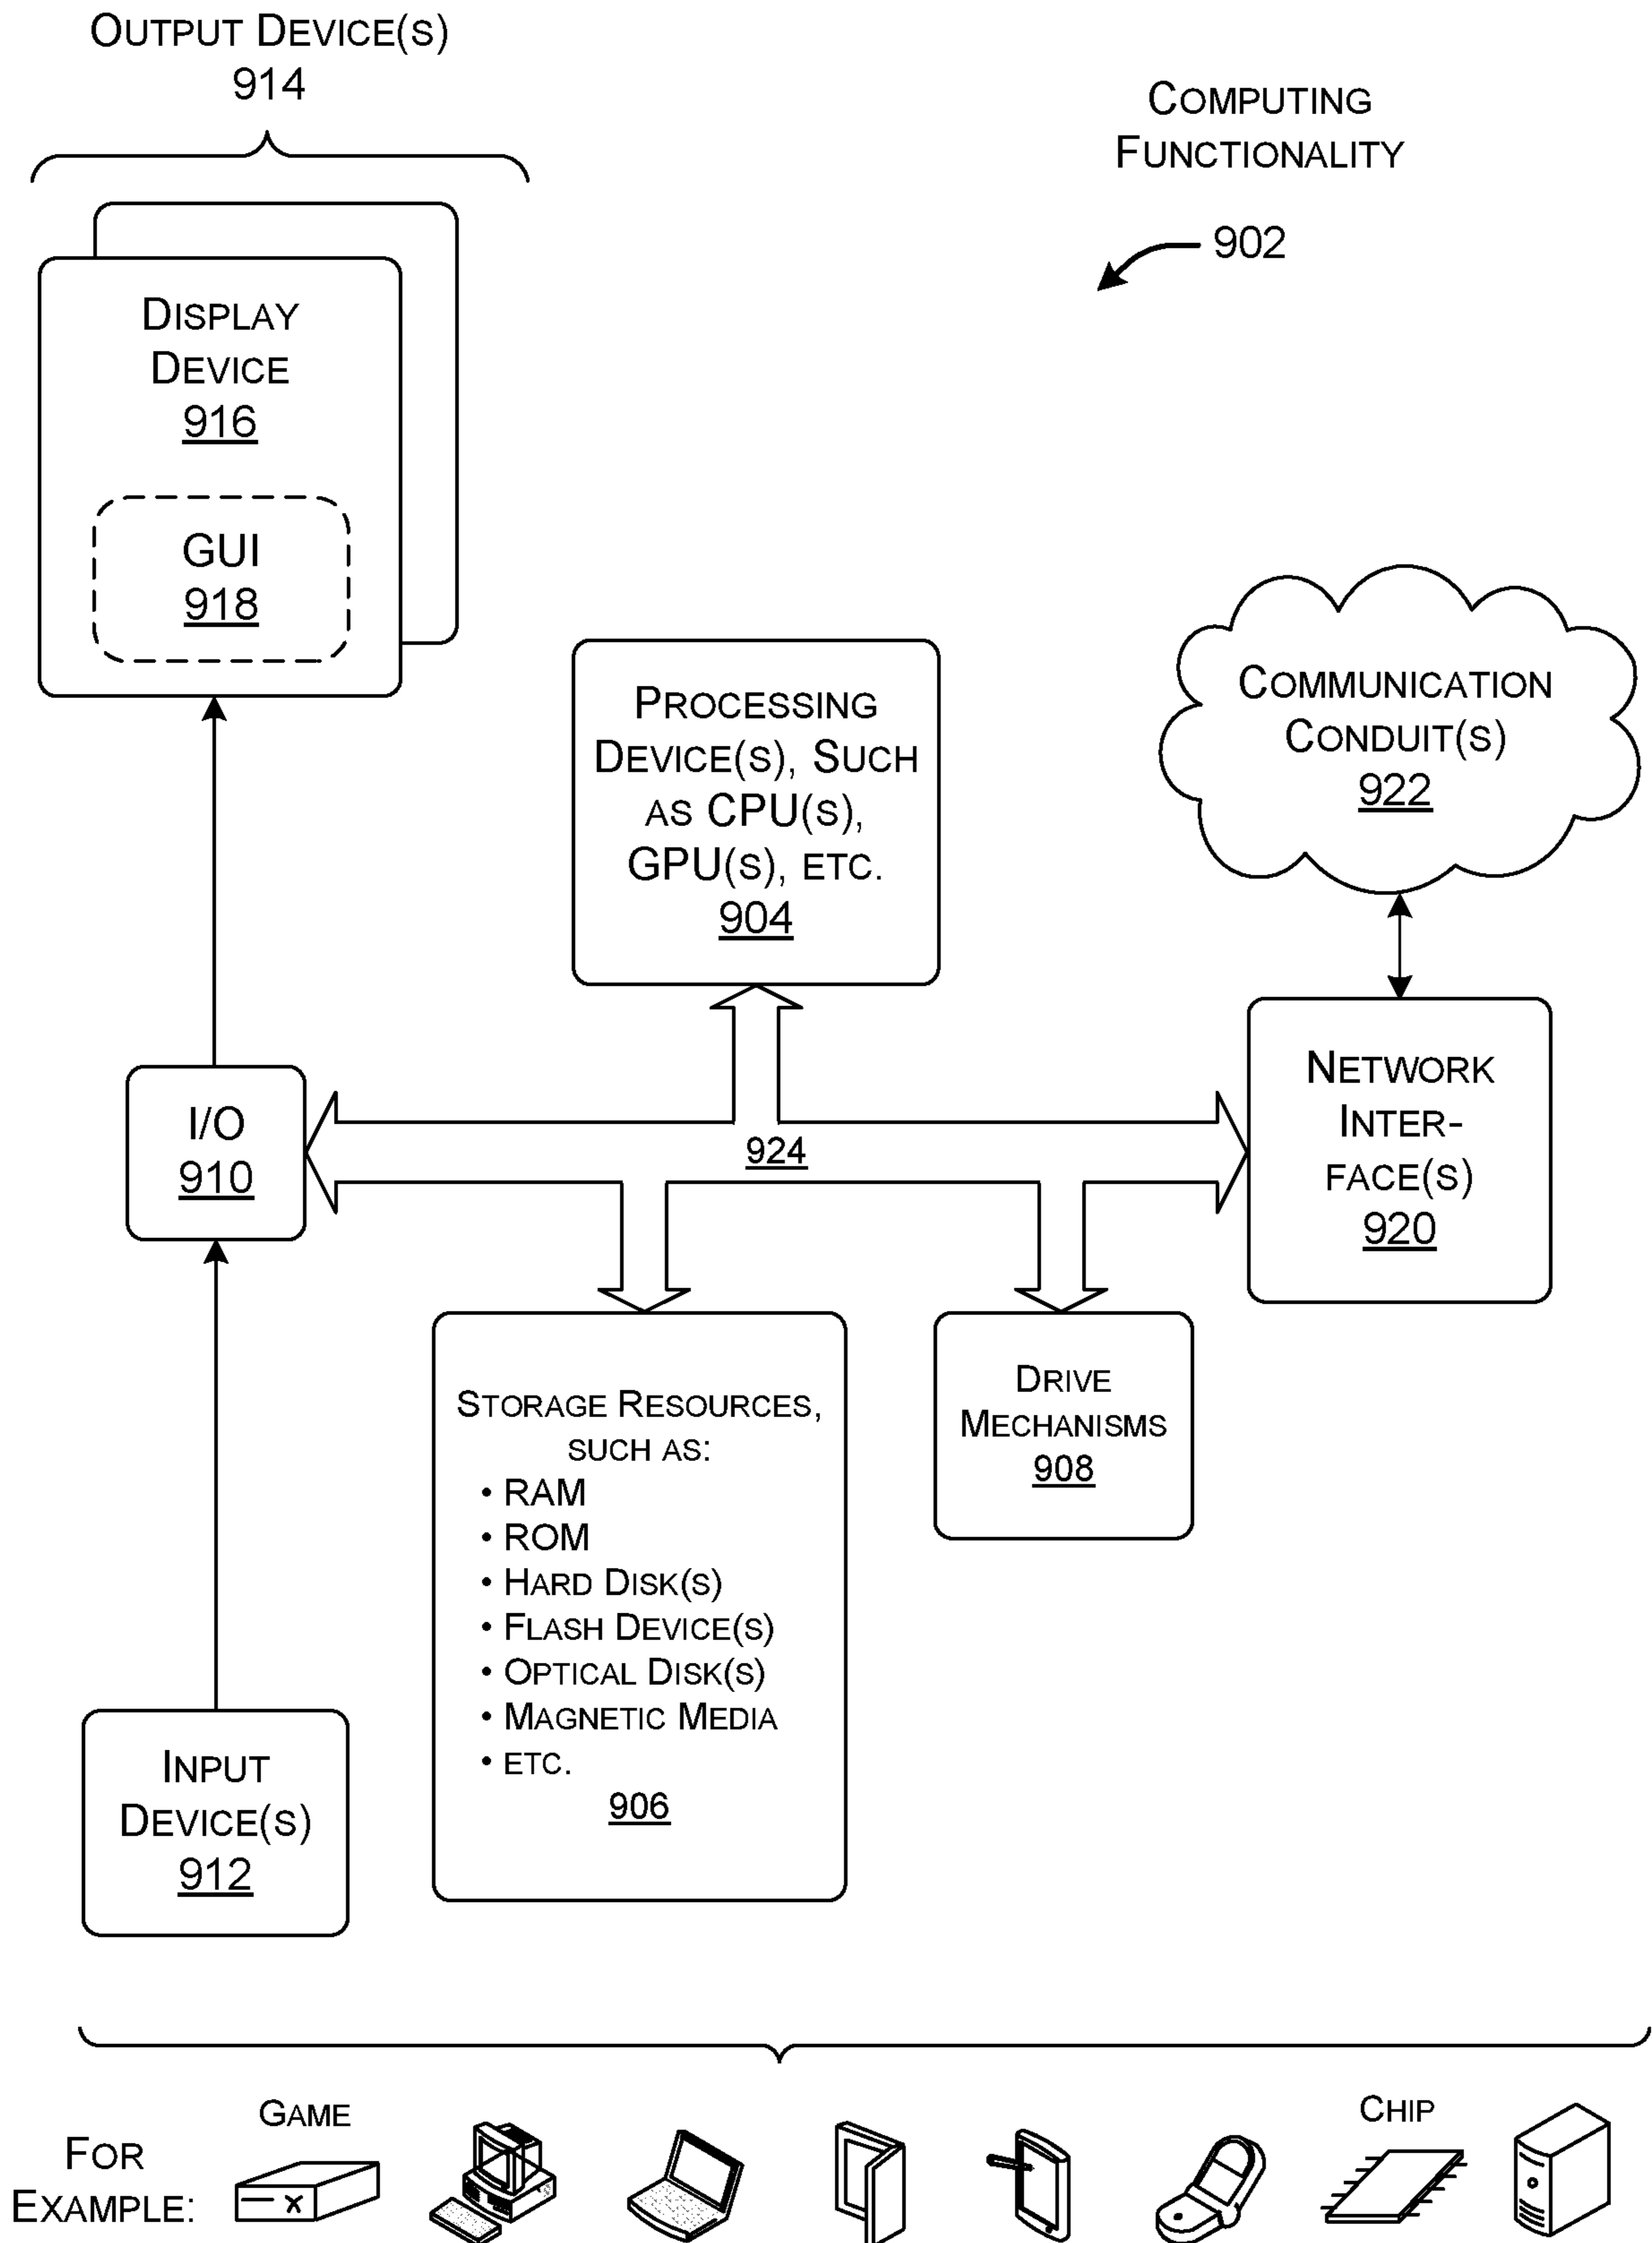 OUTPUT DEVICE(S)
914
COMPUTING
FUNCTIONALITY
902
DISPLAY
DEVICE
916
GUI
918
PROCESSING
DEVICE(S), SUCH
AS CPU(S),
GPU(S), ETC.
904
COMMUNICATION
CONDUIT(S)
922
I/O
910
924
NETWORK
INTER-
FACE(S)
920
STORAGE RESOURCES,
SUCH AS:
• RAM
• ROM
• HARD DISK(S)
• FLASH DEVICE(S)
• OPTICAL DISK(S)
• MAGNETIC MEDIA
• ETC.
906
DRIVE
MECHANISMS
908
INPUT
DEVICE(S)
912
FOR
EXAMPLE:
GAME
X
CHIP